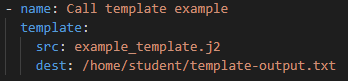 - name: Call template example
  template:
    src: example_template.j2
    dest: /home/student/template-output.txt